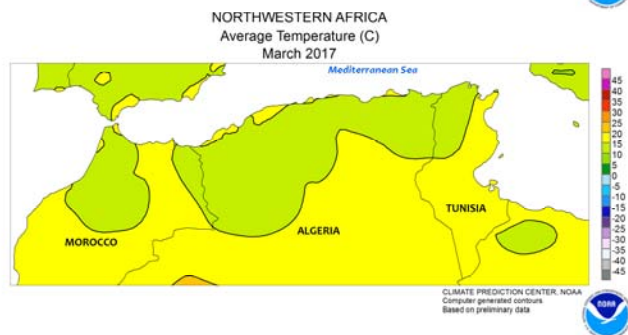 NORTHWESTERN AFRICA
Average Temperature (C)
March 2017
Mediterranean Sea
45
40
35
30
25
20
15
10
5
0
-5
-10
-15
-20
-25
-30
-35
-40
-45
TUNISIA
ALGERIA
MOROCCO
CLIMATE PREDICTION CENTER, NOAA
Computer generated contours
Based on preliminary data
NOAA